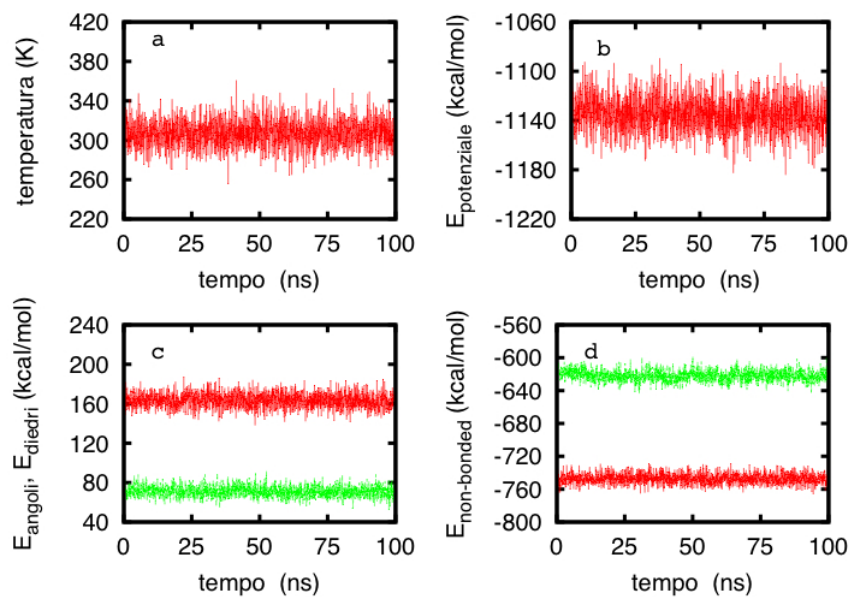 temperatura (K)
420
380
340
300
260
220
a
0 25 50 75 100
tempo (ns)
E_potenziale (kcal/mol)
-1060
-1100
-1140
-1180
-1220
b
0 25 50 75 100
tempo (ns)
E_angoli, E_diedri (kcal/mol)
240
200
160
120
80
40
c
0 25 50 75 100
tempo (ns)
E_non-bonded (kcal/mol)
-560
-600
-640
-680
-720
-760
-800
d
0 25 50 75 100
tempo (ns)